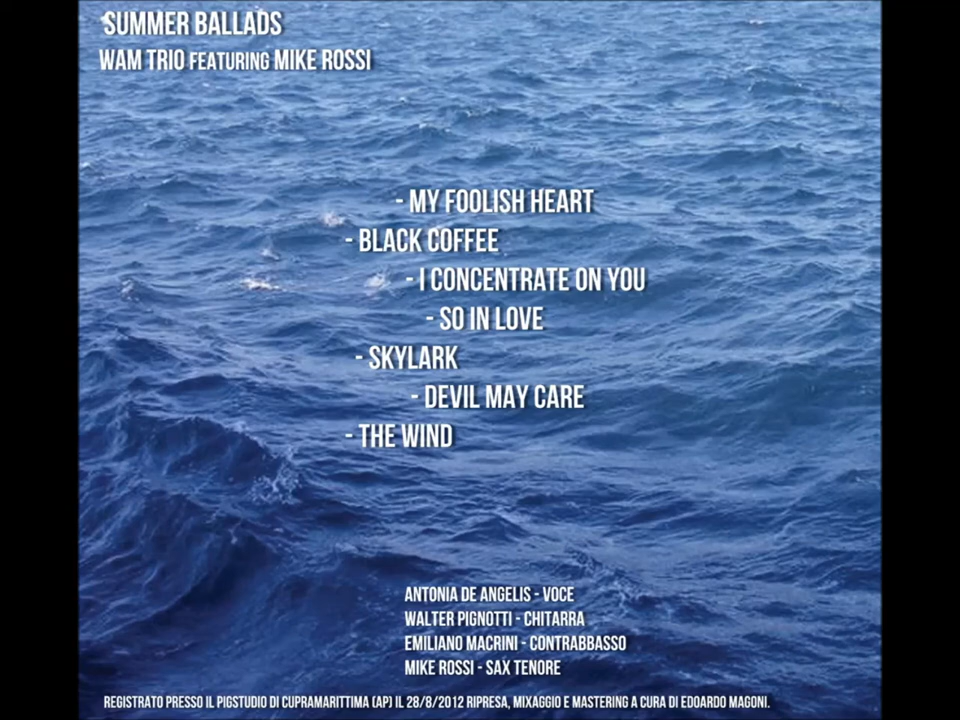 SUMMER BALLADS
WAM TRIO FEATURING MIKE ROSSI
- MY FOOLISH HEART
- BLACK COFFEE
- I CONCENTRATE ON YOU
- SO IN LOVE
- SKYLARK
- DEVIL MAY CARE
- THE WIND
ANTONIA DE ANGELIS - VOCE
WALTER PIGNOTTI - CHITARRA
EMILIANO MACRINI - CONTRABBASSO
MIKE ROSSI - SAX TENORE
REGISTRATO PRESSO IL PIGSTUDIO DI CUPRAMARITTIMA (AP) IL 28/8/2012 RIPRESA, MIXAGGIO E MASTERING A CURA DI EDOARDO MAGONI.